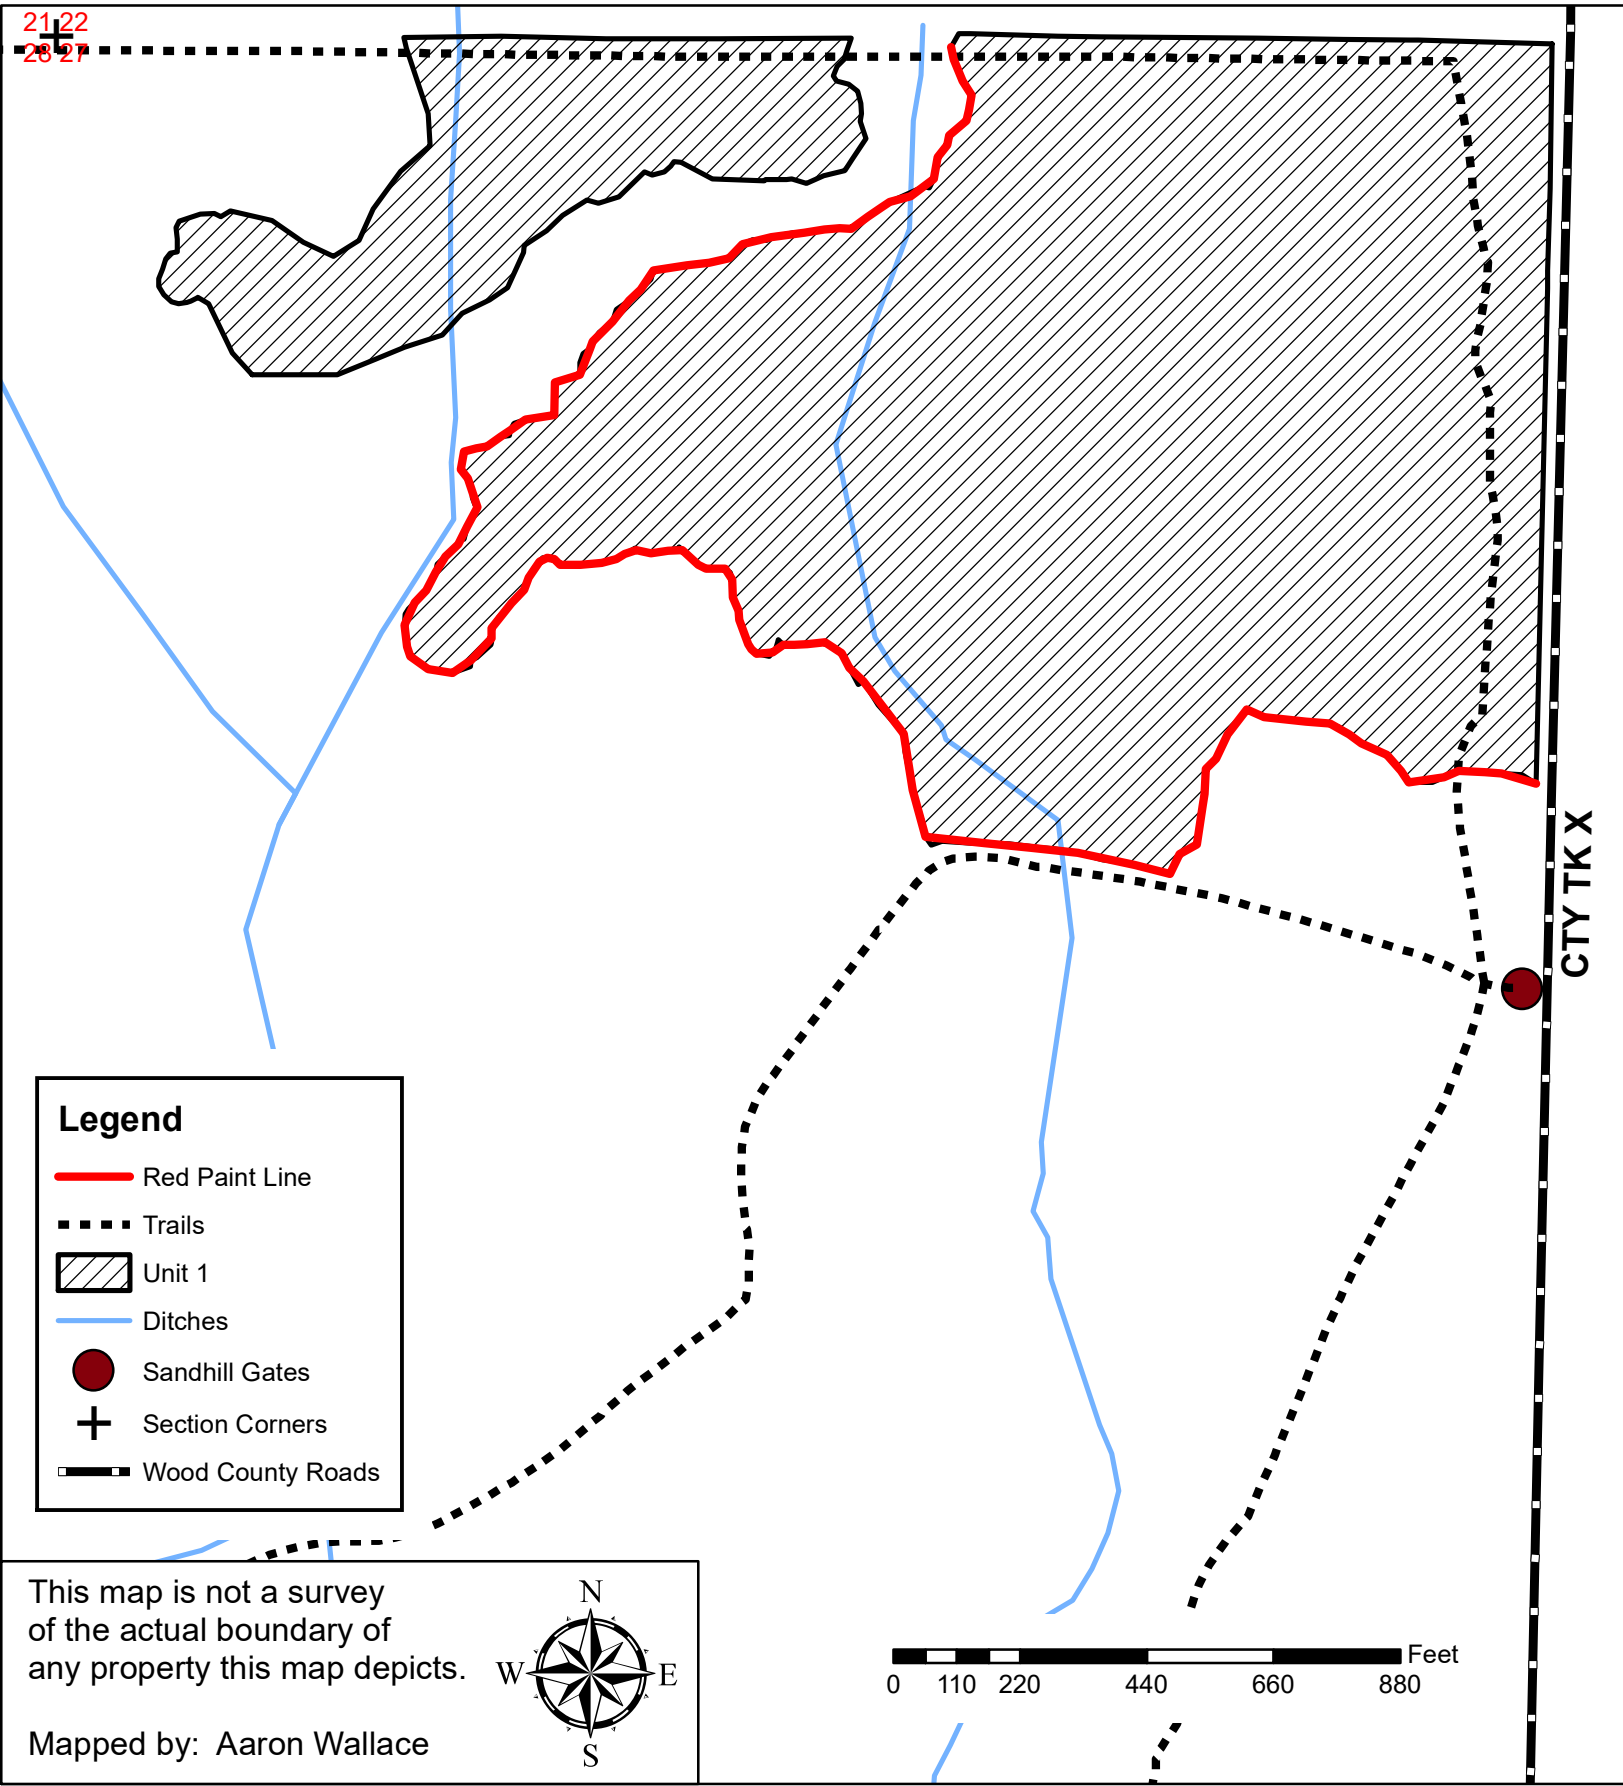 21 22
28 27
CTY TK X
Legend
Red Paint Line
Trails
Unit 1
Ditches
Sandhill Gates
Section Corners
Wood County Roads
This map is not a survey
of the actual boundary of
any property this map depicts.
Mapped by: Aaron Wallace
N
W E
S
Feet
0 110 220 440 660 880